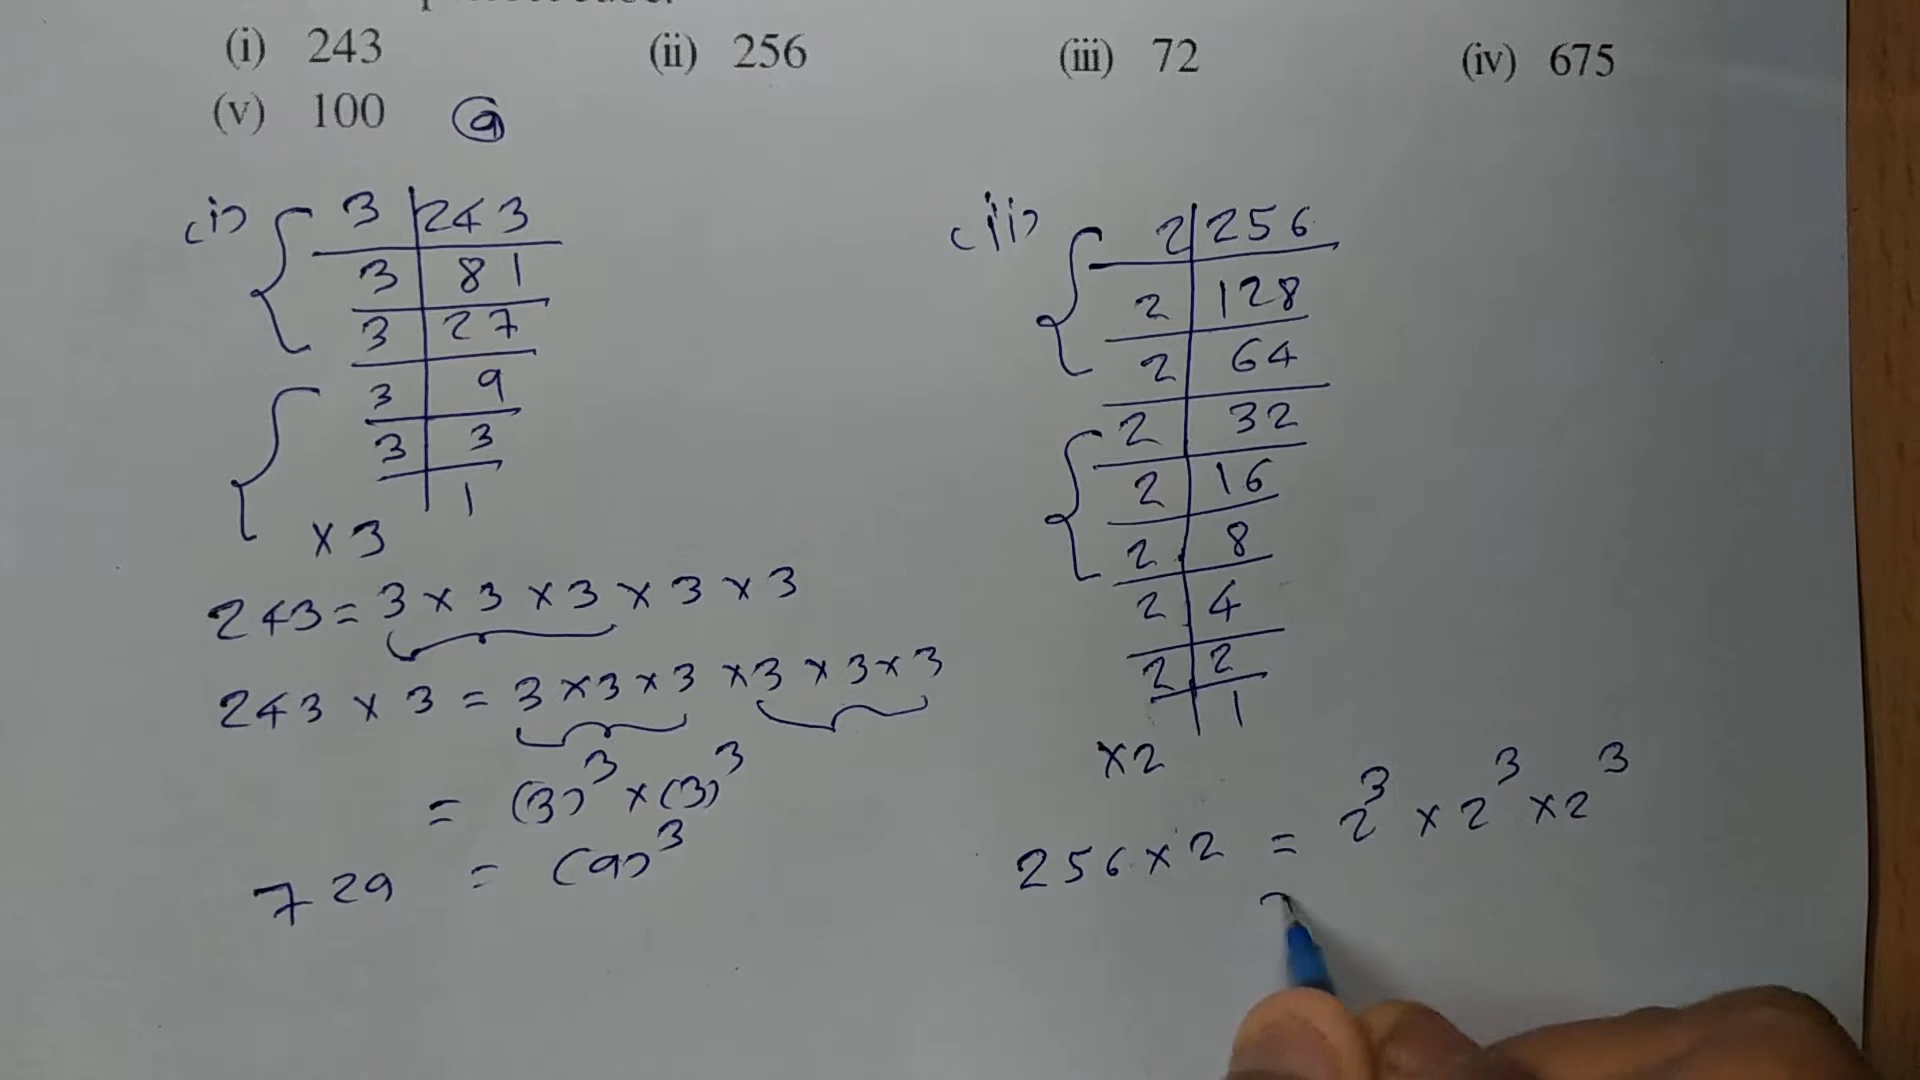 (i) 243 (ii) 256 (iii) 72 (iv) 675
(v) 100 9
(i) 3 243
3 81
3 27
3 9
3 3
1
× 3
243 = 3 × 3 × 3 × 3 × 3
243 × 3 = 3 × 3 × 3 × 3 × 3 × 3
= (3)³ × (3)³
729 = (9)³
(ii) 2 256
2 128
2 64
2 32
2 16
2 8
2 4
2 2
1
×2
256 × 2 = 2³ × 2³ × 2³